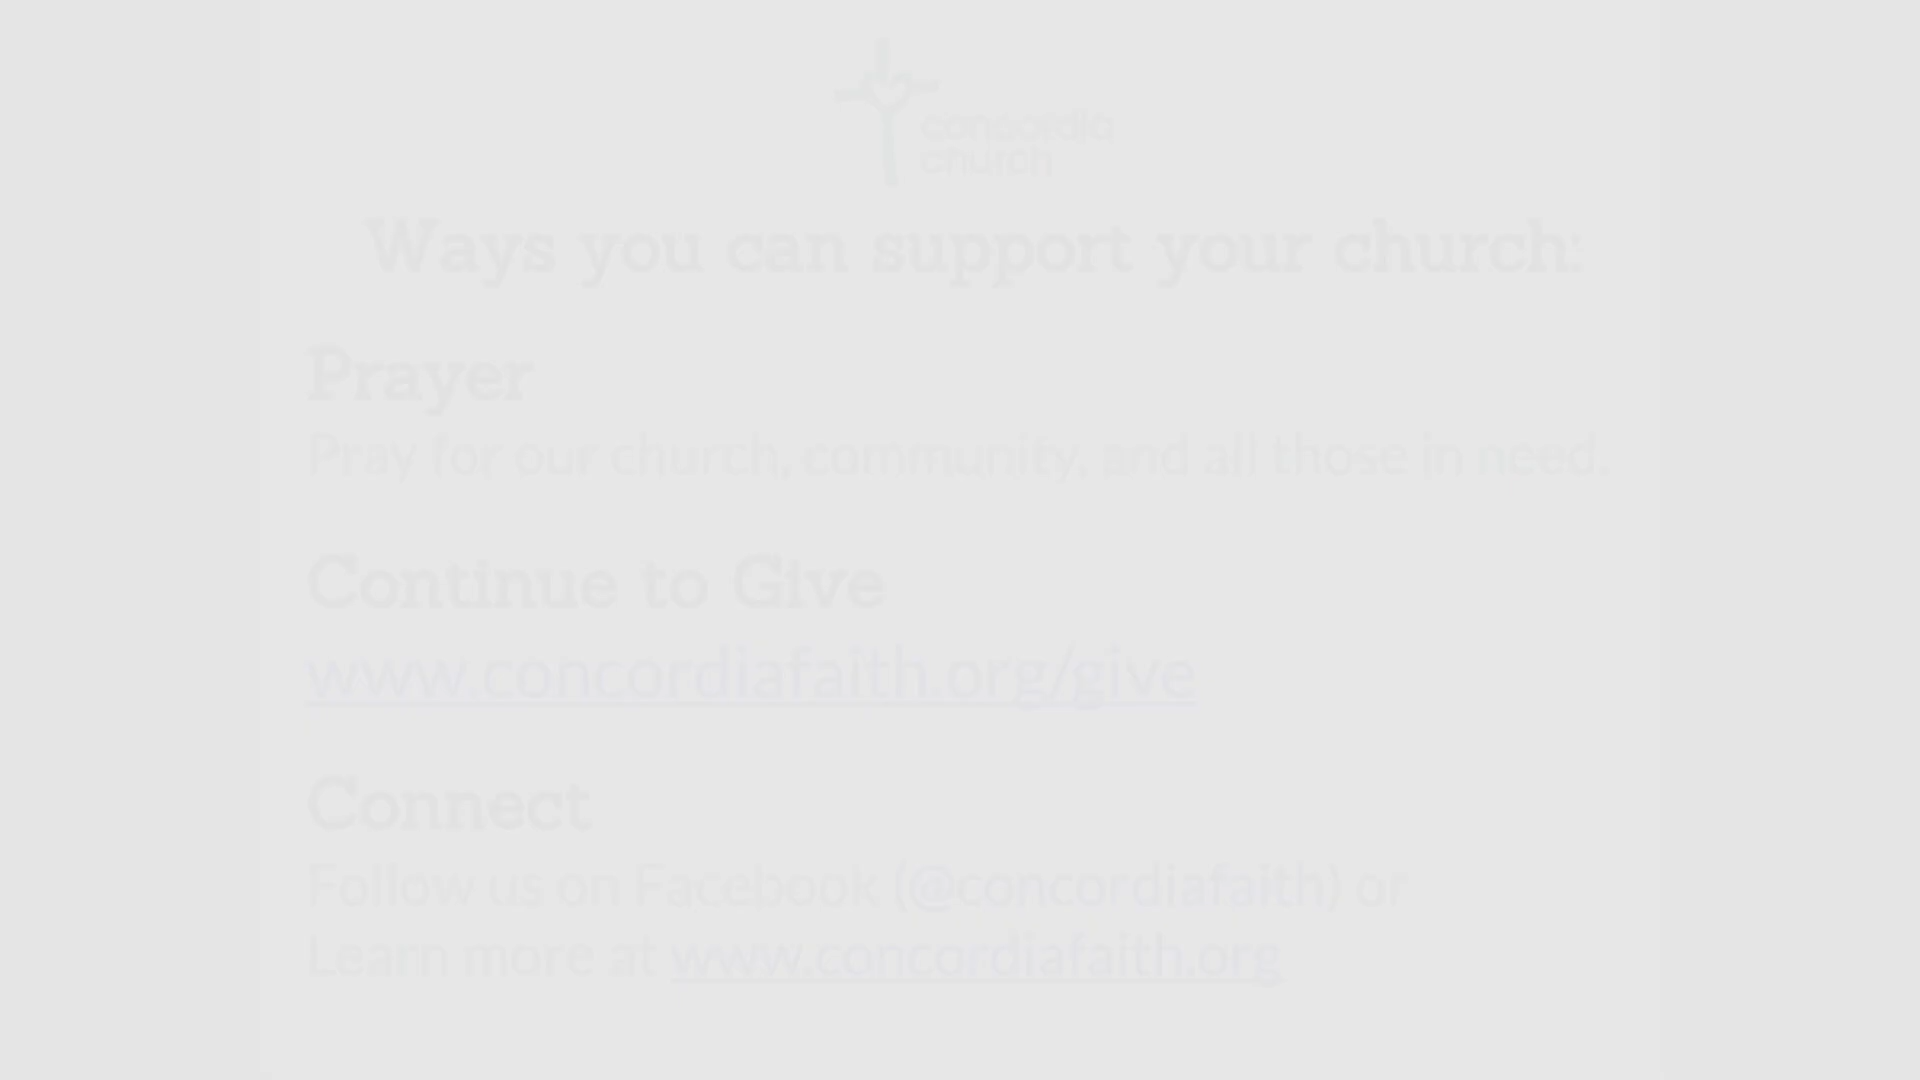 concordia
church
Ways you can support your church:
Prayer
Pray for our church, community, and all those in need.
Continue to Give
www.concordiafaith.org/give
Connect
Follow us on Facebook (@concordiafaith) or
Learn more at www.concordiafaith.org